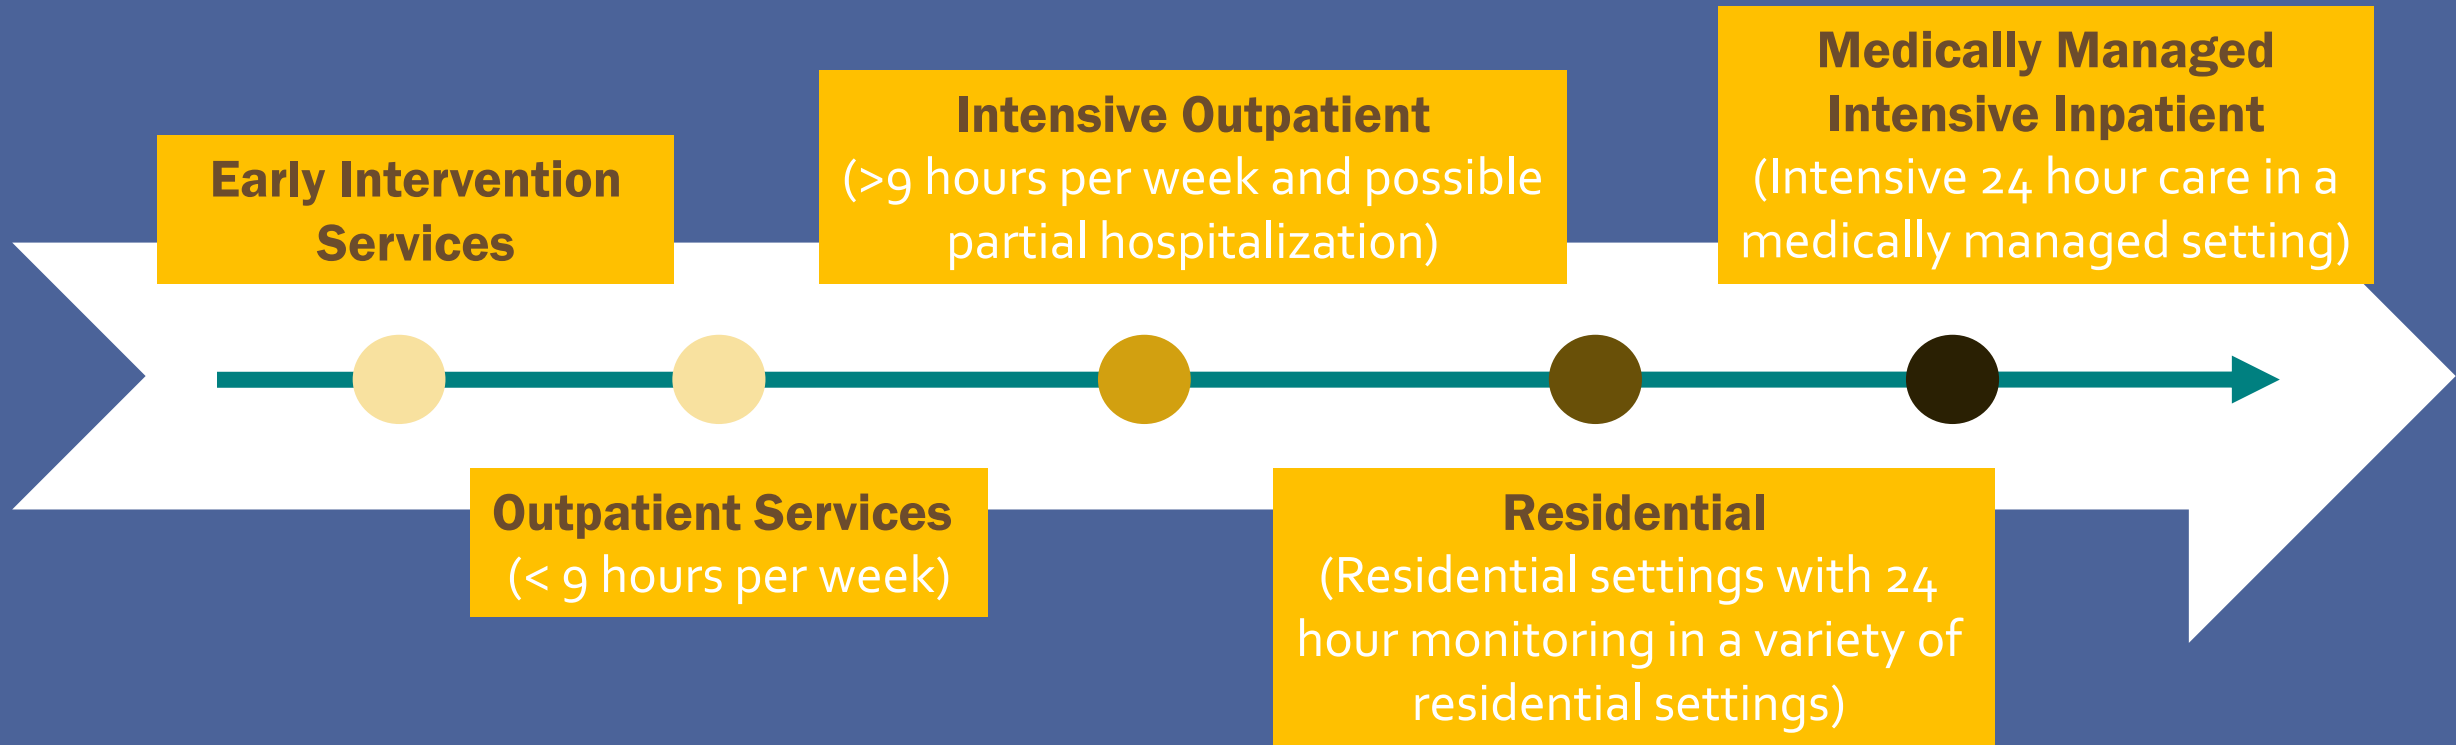 Early Intervention
Services
Outpatient Services
(< 9 hours per week)
Intensive Outpatient
(>9 hours per week and possible
partial hospitalization)
Residential
(Residential settings with 24
hour monitoring in a variety of
residential settings)
Medically Managed
Intensive Inpatient
(Intensive 24 hour care in a
medically managed setting)